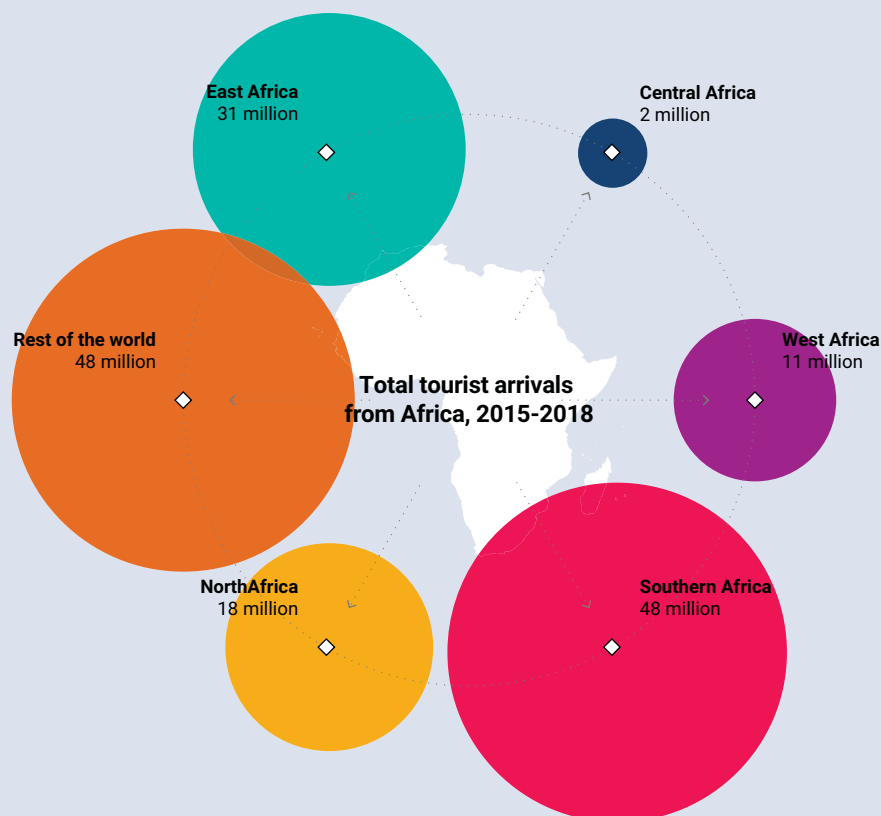 East Africa
31 million
Central Africa
2 million
Rest of the world
48 million
West Africa
11 million
Total tourist arrivals
from Africa, 2015-2018
NorthAfrica
18 million
Southern Africa
48 million